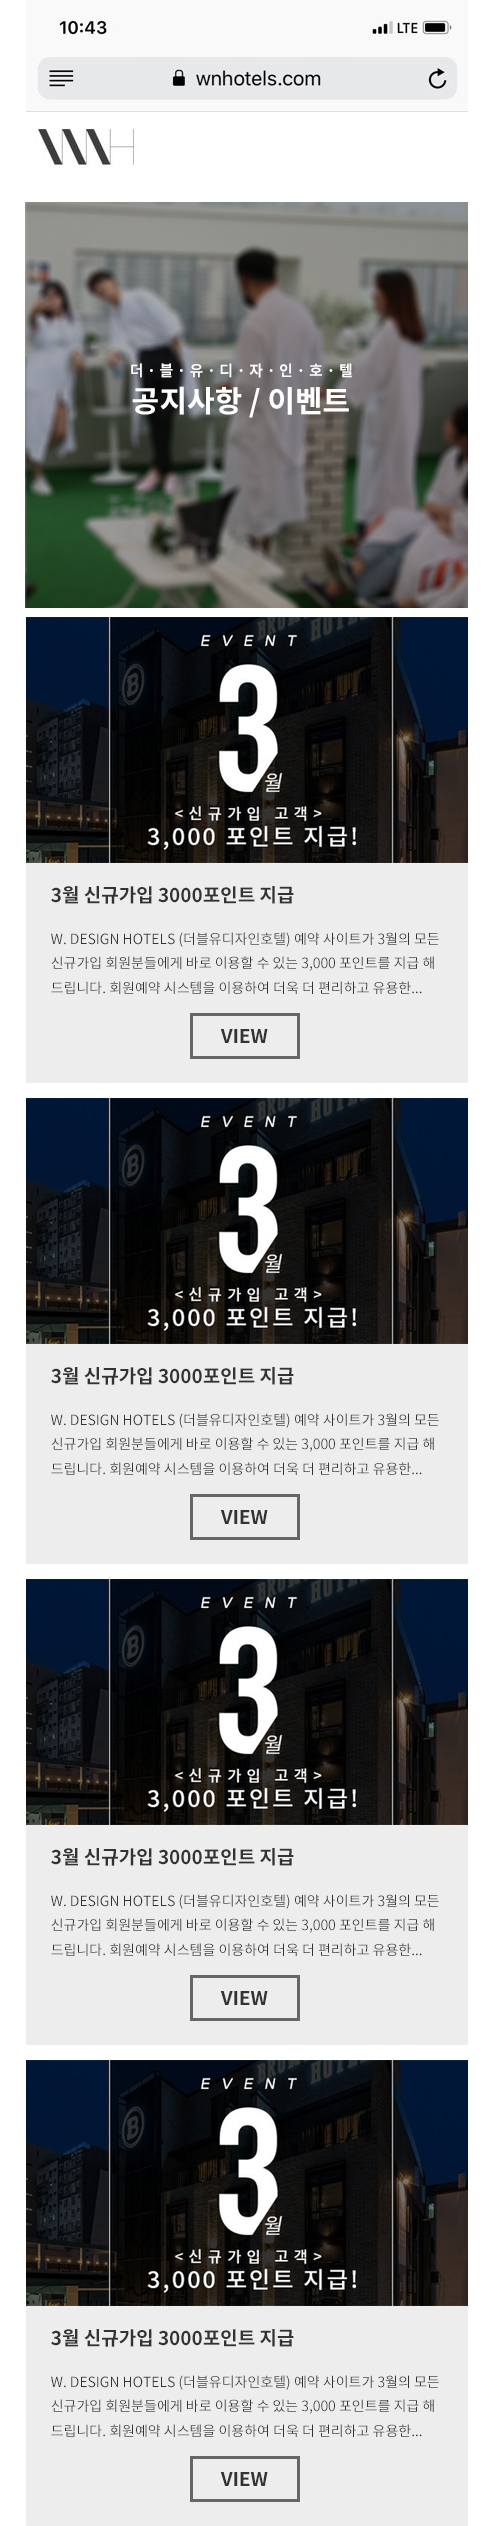 10:43
LTE
wnhotels.com
WNH
더·블·유·디·자·인·호·텔
공지사항 / 이벤트
EVENT
3월
<신규가입 고객>
3,000 포인트 지급!
3월 신규가입 3000포인트 지급
W. DESIGN HOTELS (더블유디자인호텔) 예약 사이트가 3월의 모든
신규가입 회원분들에게 바로 이용할 수 있는 3,000 포인트를 지급 해
드립니다. 회원예약 시스템을 이용하여 더욱 더 편리하고 유용한...
VIEW
EVENT
3월
<신규가입 고객>
3,000 포인트 지급!
3월 신규가입 3000포인트 지급
W. DESIGN HOTELS (더블유디자인호텔) 예약 사이트가 3월의 모든
신규가입 회원분들에게 바로 이용할 수 있는 3,000 포인트를 지급 해
드립니다. 회원예약 시스템을 이용하여 더욱 더 편리하고 유용한...
VIEW
EVENT
3월
<신규가입 고객>
3,000 포인트 지급!
3월 신규가입 3000포인트 지급
W. DESIGN HOTELS (더블유디자인호텔) 예약 사이트가 3월의 모든
신규가입 회원분들에게 바로 이용할 수 있는 3,000 포인트를 지급 해
드립니다. 회원예약 시스템을 이용하여 더욱 더 편리하고 유용한...
VIEW
EVENT
3월
<신규가입 고객>
3,000 포인트 지급!
3월 신규가입 3000포인트 지급
W. DESIGN HOTELS (더블유디자인호텔) 예약 사이트가 3월의 모든
신규가입 회원분들에게 바로 이용할 수 있는 3,000 포인트를 지급 해
드립니다. 회원예약 시스템을 이용하여 더욱 더 편리하고 유용한...
VIEW